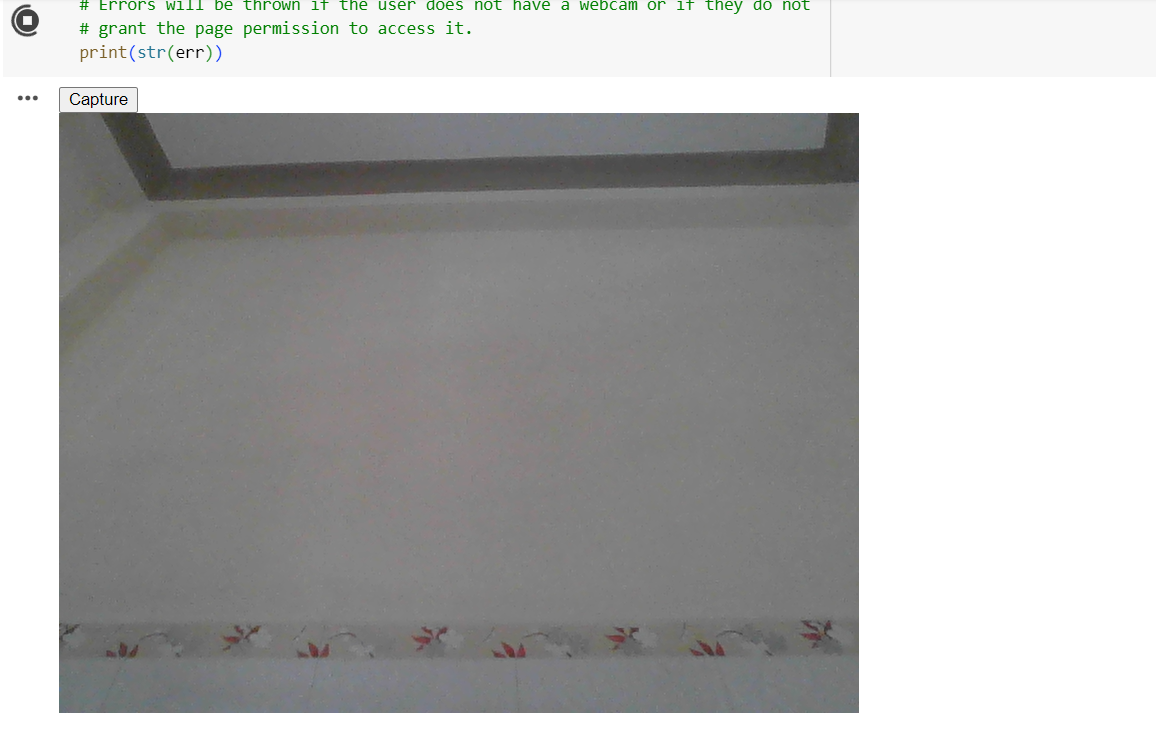 # Errors will be thrown if the user does not have a webcam or if they do not
# grant the page permission to access it.
print(str(err))
Capture